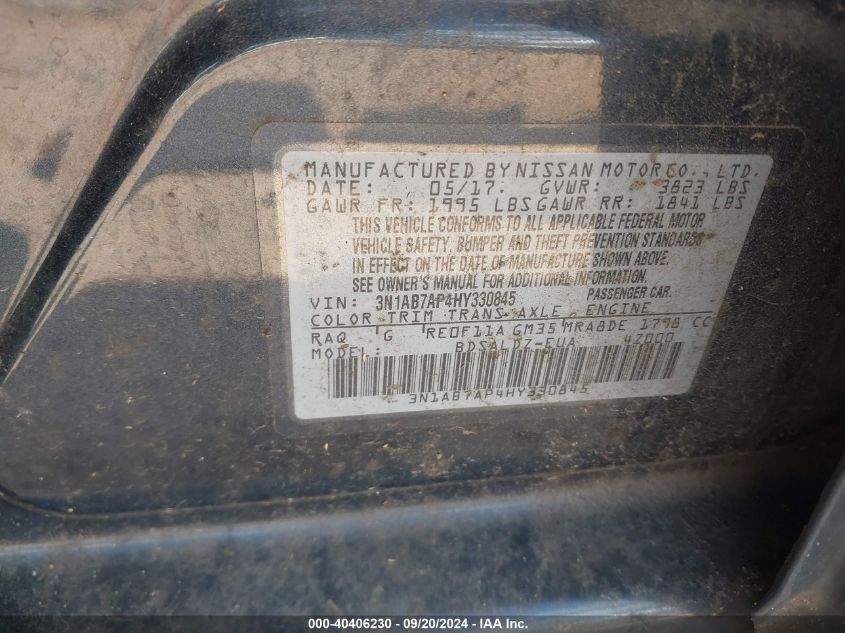 MANUFACTURED BY NISSAN MOTOR CO., LTD.
DATE: 05/17. GVWR: 3823 LBS
GAWR FR: 1995 LBS GAWR RR: 1841 LBS
THIS VEHICLE CONFORMS TO ALL APPLICABLE FEDERAL MOTOR
VEHICLE SAFETY, BUMPER AND THEFT PREVENTION STANDARDS
IN EFFECT ON THE DATE OF MANUFACTURE SHOWN ABOVE.
SEE OWNER'S MANUAL FOR ADDITIONAL INFORMATION.
VIN: 3N1AB7AP4HY330845 PASSENGER CAR.
COLOR TRIM TRANS AXLE ENGINE
RAQ G RE0F11A GM35 MRA8DE 1798 CC
MODEL: BDSALDZ-EUA 4Z000
3N1AB7AP4HY330845
000-40406230 - 09/20/2024 - IAA Inc.